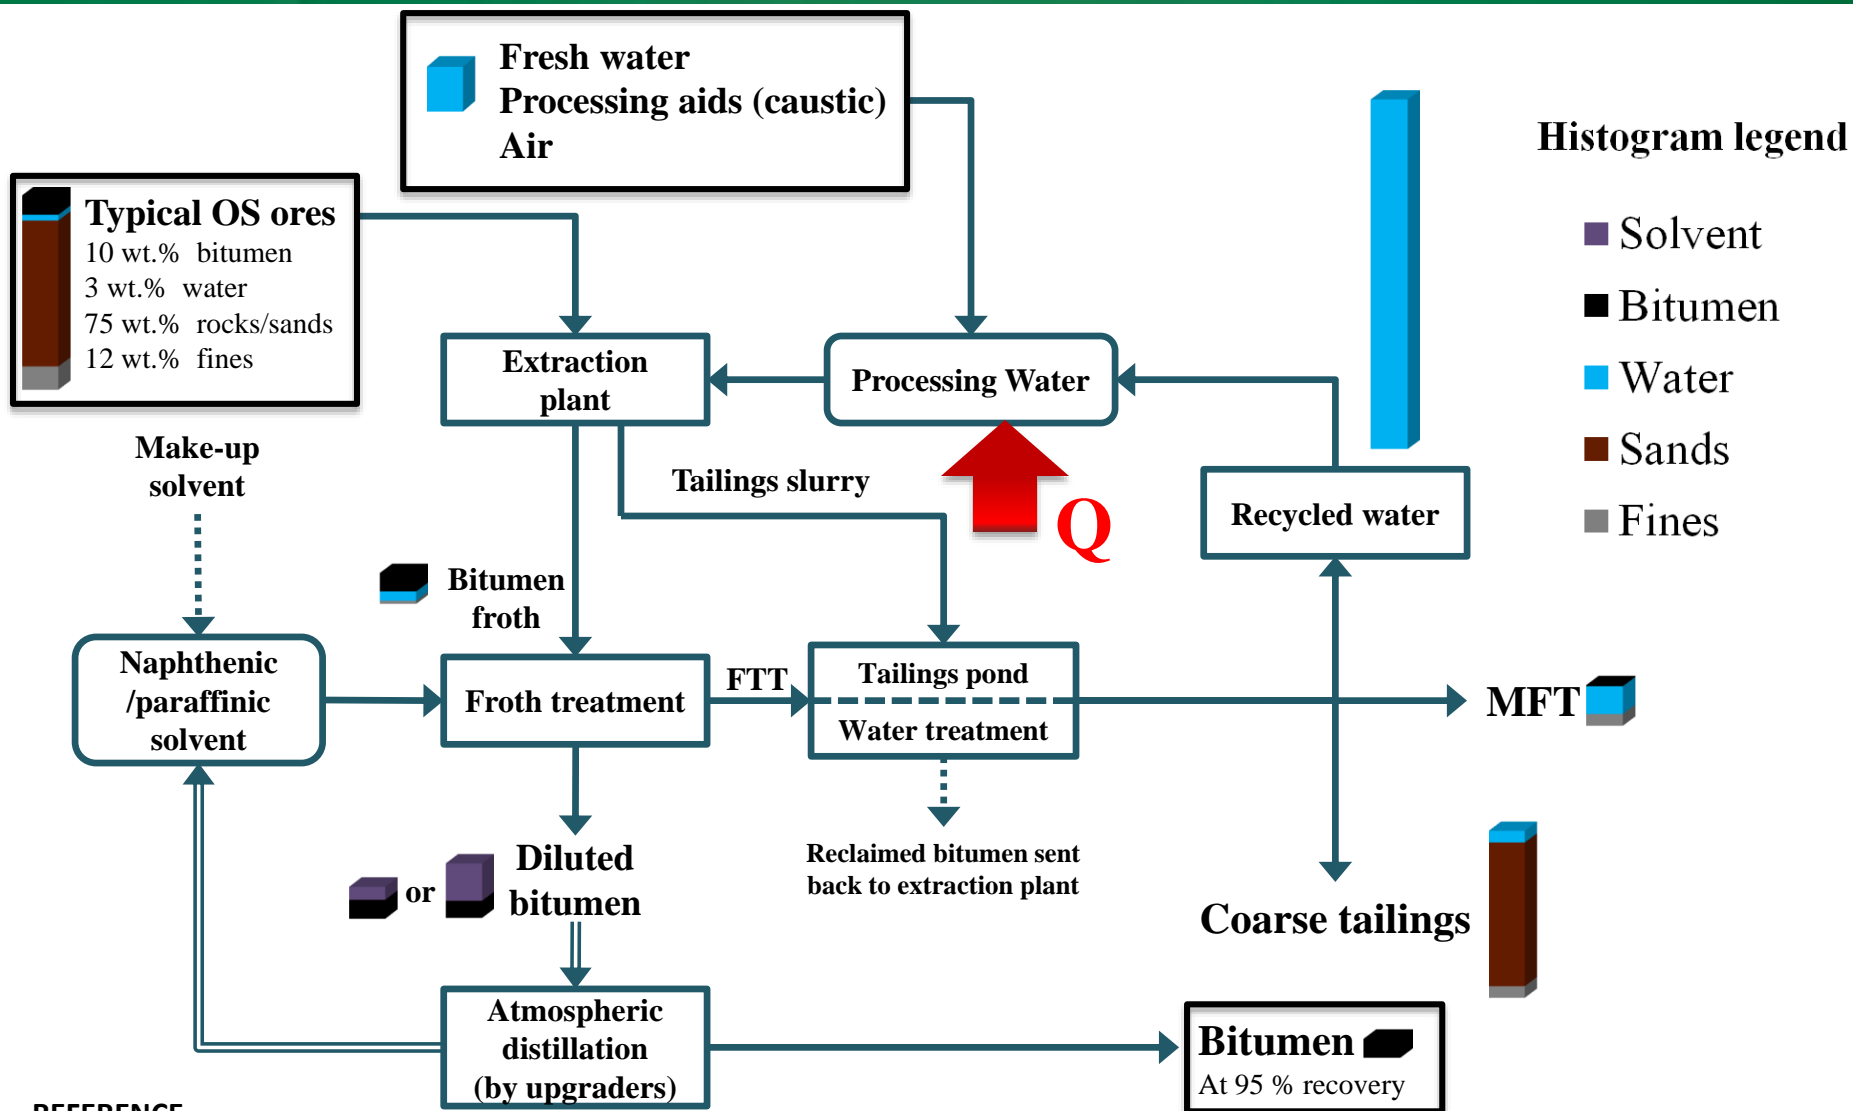 Fresh water
Processing aids (caustic)
Air
Histogram legend
Solvent
Bitumen
Water
Sands
Fines
Typical OS ores
10 wt.% bitumen
3 wt.% water
75 wt.% rocks/sands
12 wt.% fines
Extraction
plant
Processing Water
Make-up
solvent
Tailings slurry
Q
Recycled water
Bitumen
froth
Naphthenic
/paraffinic
solvent
Froth treatment
FTT
Tailings pond
Water treatment
MFT
or
Diluted
bitumen
Reclaimed bitumen sent
back to extraction plant
Coarse tailings
Atmospheric
distillation
(by upgraders)
Bitumen
At 95 % recovery
REFERENCE